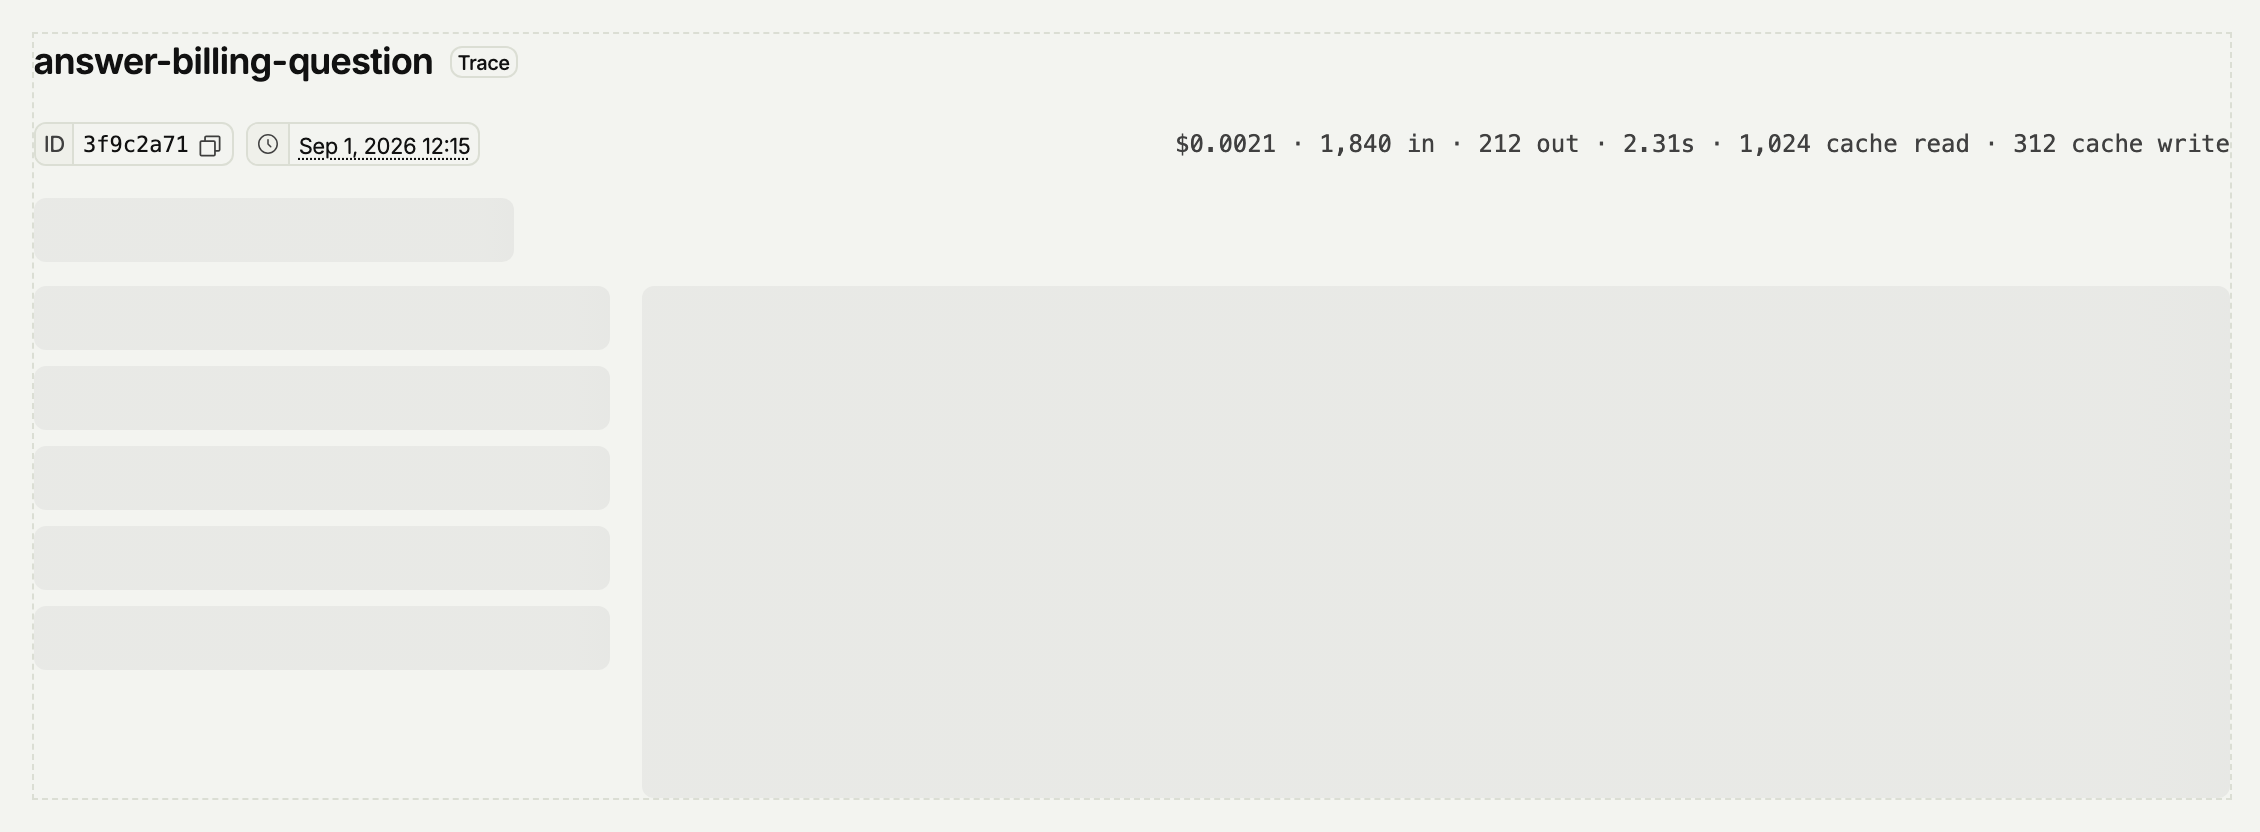 answer-billing-question Trace
ID 3f9c2a71 Sep 1, 2026 12:15 $0.0021 · 1,840 in · 212 out · 2.31s · 1,024 cache read · 312 cache write